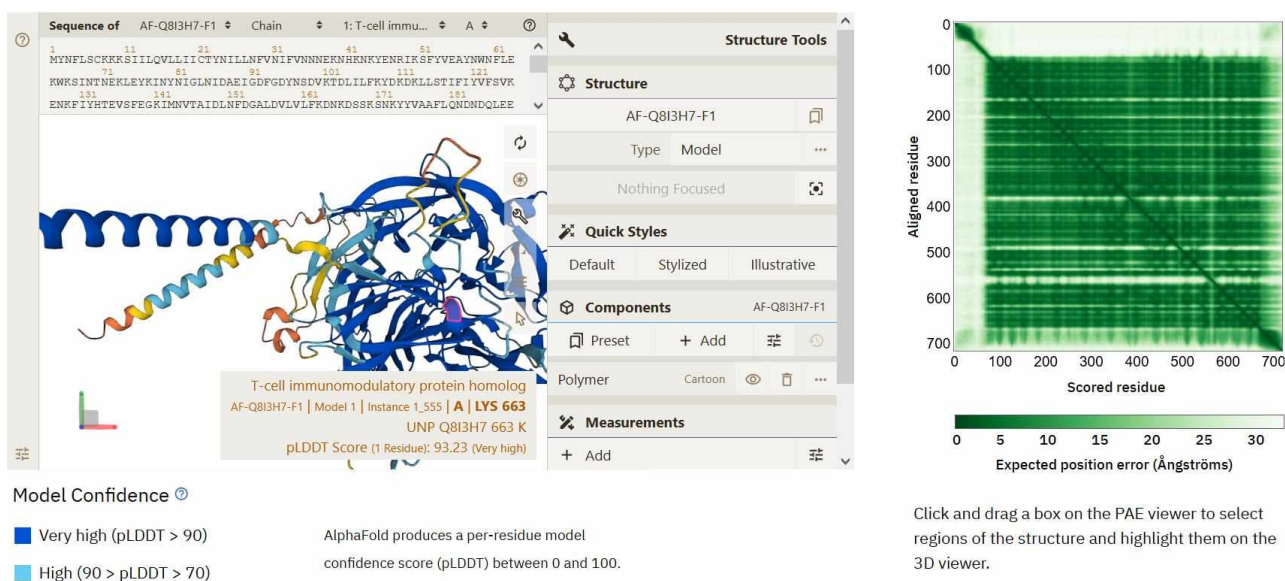 Sequence of AF-Q8I3H7-F1 Chain 1: T-cell immu... A
1 11 21 31 41 51 61
MYNFLSCKKKSIILQVLLIICTYNILLNFVNIFVNNNEKNHKNKYENRIKSFYVEAYNWNFLE
71 81 91 101 111 121
KWKSINTNEKLEYKINYNIGLNIDAEIGDFGDYNSDVKTDLILFKYDKDKLLSTIFIYVFSVK
131 141 151 161 171 181
ENKFIYHTEVSFEGKIMNVTAIDLNFDGALDVLVLFKDNKDSSKSNKYYVAAFLQNDNDQLEE
T-cell immunomodulatory protein homolog
AF-Q8I3H7-F1 | Model 1 | Instance 1_555 | A | LYS 663
UNP Q8I3H7 663 K
pLDDT Score (1 Residue): 93.23 (Very high)
Structure Tools
Structure
AF-Q8I3H7-F1
Type Model
Nothing Focused
Quick Styles
Default Stylized Illustrative
Components AF-Q8I3H7-F1
Preset + Add
Polymer Cartoon
Measurements
+ Add
0
100
200
300
400
500
600
700
Aligned residue
0 100 200 300 400 500 600 700
Scored residue
0 5 10 15 20 25 30
Expected position error (Ångströms)
Click and drag a box on the PAE viewer to select
regions of the structure and highlight them on the
3D viewer.
Model Confidence
Very high (pLDDT > 90)
High (90 > pLDDT > 70)
AlphaFold produces a per-residue model
confidence score (pLDDT) between 0 and 100.